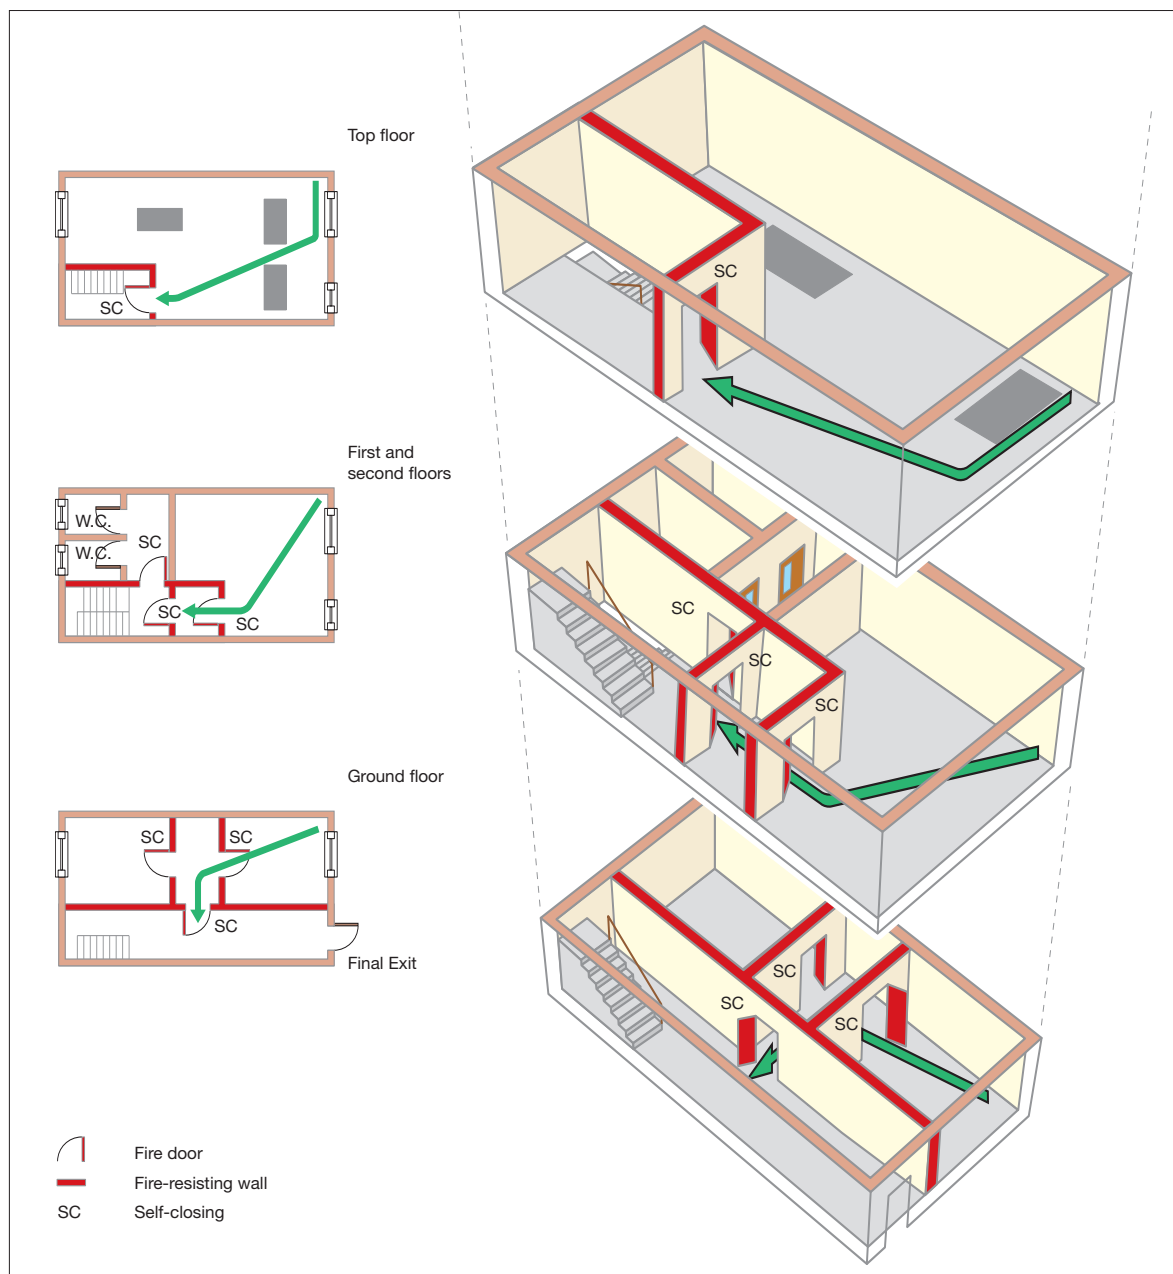 Top floor
SC
SC
First and
second floors
W.C.
SC
W.C.
SC
SC
SC
SC
SC
Ground floor
SC
SC
SC
Final Exit
SC
SC
SC
Fire door
Fire-resisting wall
SC
Self-closing